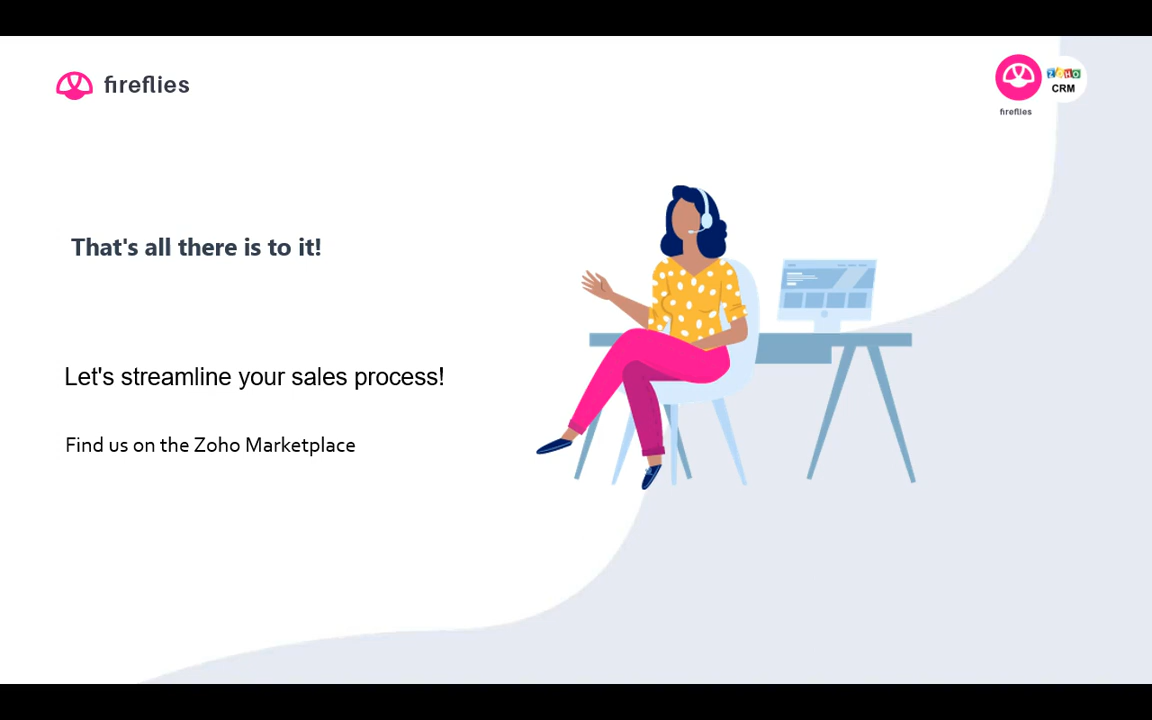 fireflies
ZOHO
CRM
fireflies
That's all there is to it!
Let's streamline your sales process!
Find us on the Zoho Marketplace